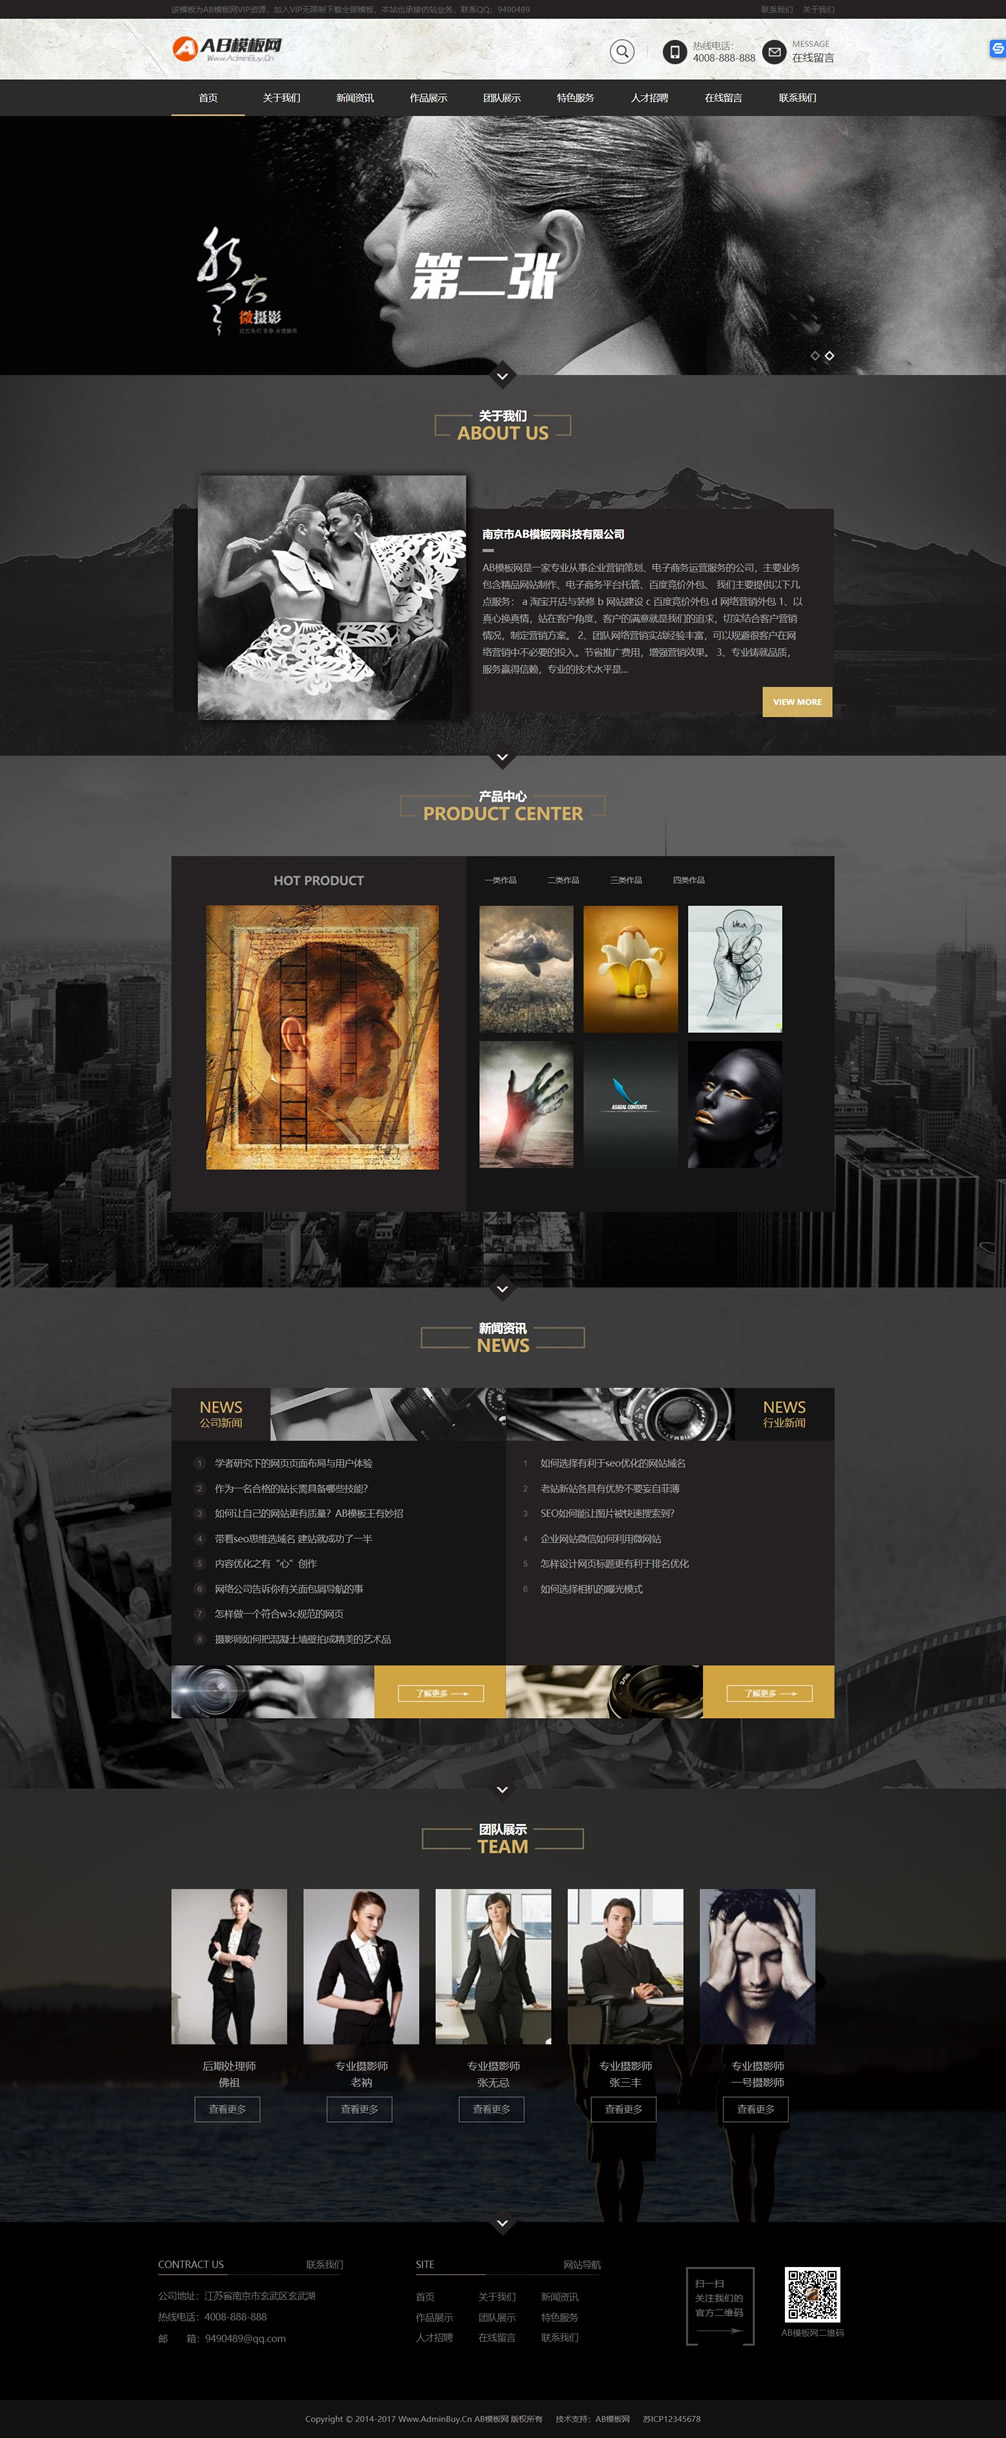 该模板为AB模板网VIP资源，加入VIP无限制下载全部模板，本站也承接仿站业务，联系QQ：9490489
联系我们 关于我们
AB模板网
Www.AdminBuy.Cn
热线电话：
4008-888-888
MESSAGE
在线留言
首页 关于我们 新闻资讯 作品展示 团队展示 特色服务 人才招聘 在线留言 联系我们
第二张
微摄影
关于我们
ABOUT US
南京市AB模板网科技有限公司
AB模板网是一家专业从事企业营销策划、电子商务运营服务的公司，主要业务
包含精品网站制作、电子商务平台托管、百度竞价外包、 我们主要提供以下几
点服务： a 淘宝开店与装修 b 网站建设 c 百度竞价外包 d 网络营销外包 1、以
真心换真情，站在客户角度，客户的满意就是我们的追求，切实结合客户营销
情况，制定营销方案。 2、团队网络营销实战经验丰富，可以规避很客户在网
络营销中不必要的投入。节省推广费用，增强营销效果。 3、专业铸就品质，
服务赢得信赖，专业的技术水平是...
VIEW MORE
产品中心
PRODUCT CENTER
HOT PRODUCT
一类作品 二类作品 三类作品 四类作品
Idea
ASADAL CONTENTS
新闻资讯
NEWS
NEWS
公司新闻
NEWS
行业新闻
1 学者研究下的网页页面布局与用户体验
2 作为一名合格的站长需具备哪些技能？
3 如何让自己的网站更有质量？AB模板王有妙招
4 带着seo思维选域名 建站就成功了一半
5 内容优化之有“心”创作
6 网络公司告诉你有关面包屑导航的事
7 怎样做一个符合w3c规范的网页
8 摄影师如何把混凝土墙壁拍成精美的艺术品
1 如何选择有利于seo优化的网站域名
2 老站新站各具有优势不要妄自菲薄
3 SEO如何能让图片被快速搜索到？
4 企业网站微信如何利用微网站
5 怎样设计网页标题更有利于排名优化
6 如何选择相机的曝光模式
了解更多
了解更多
团队展示
TEAM
后期处理师
佛祖
查看更多
专业摄影师
老衲
查看更多
专业摄影师
张无忌
查看更多
专业摄影师
张三丰
查看更多
专业摄影师
一号摄影师
查看更多
CONTRACT US 联系我们
公司地址：江苏省南京市玄武区玄武湖
热线电话：4008-888-888
邮 箱：9490489@qq.com
SITE 网站导航
首页 关于我们 新闻资讯
作品展示 团队展示 特色服务
人才招聘 在线留言 联系我们
扫一扫
关注我们的
官方二维码
AB模板网二维码
Copyright © 2014-2017 Www.AdminBuy.Cn AB模板网 版权所有 技术支持：AB模板网 苏ICP12345678